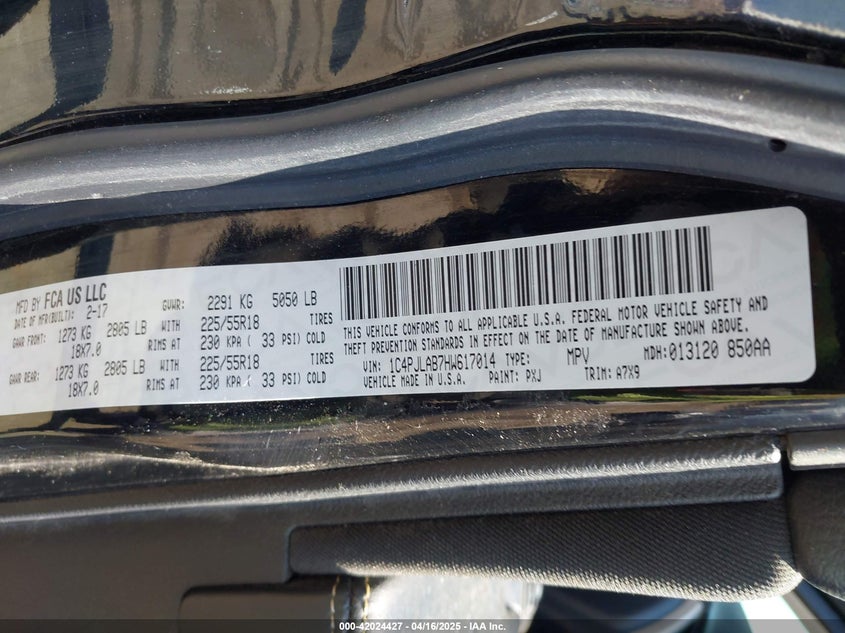 MFD BY FCA US LLC
DATE OF MFR(BUILT): 2-17 GVWR: 2291 KG 5050 LB
GAWR FRONT: 1273 KG 2805 LB WITH 225/55R18 TIRES
18X7.0 RIMS AT 230 KPA ( 33 PSI) COLD
GAWR REAR: 1273 KG 2805 LB WITH 225/55R18 TIRES
18X7.0 RIMS AT 230 KPA ( 33 PSI) COLD
THIS VEHICLE CONFORMS TO ALL APPLICABLE U.S.A. FEDERAL MOTOR VEHICLE SAFETY AND
THEFT PREVENTION STANDARDS IN EFFECT ON THE DATE OF MANUFACTURE SHOWN ABOVE.
VIN: 1C4PJLAB7HW617014 TYPE: MPV MDH: 013120 850AA
VEHICLE MADE IN U.S.A. PAINT: PXJ TRIM: A7X9
000-42024427 - 04/16/2025 - IAA Inc.